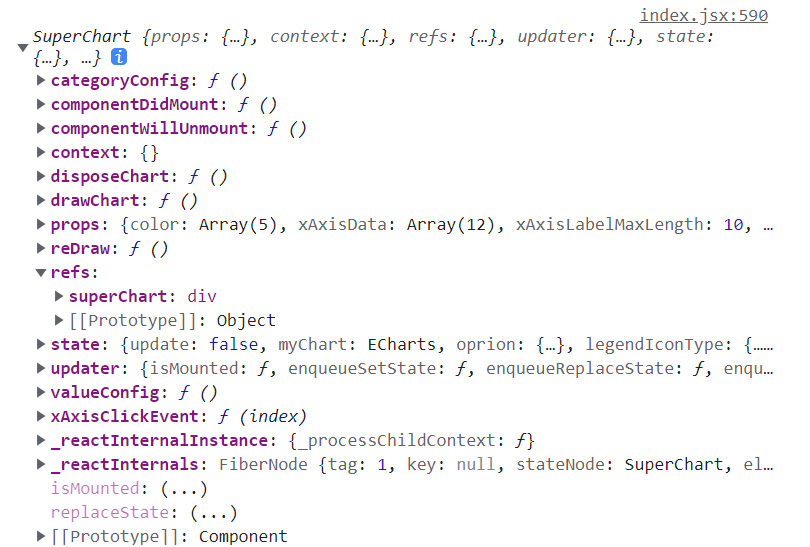 index.jsx:590
SuperChart {props: {…}, context: {…}, refs: {…}, updater: {…}, state:
{…}, …} i
categoryConfig: ƒ ()
componentDidMount: ƒ ()
componentWillUnmount: ƒ ()
context: {}
disposeChart: ƒ ()
drawChart: ƒ ()
props: {color: Array(5), xAxisData: Array(12), xAxisLabelMaxLength: 10, …
reDraw: ƒ ()
refs:
superChart: div
[[Prototype]]: Object
state: {update: false, myChart: ECharts, oprion: {…}, legendIconType: {……
updater: {isMounted: ƒ, enqueueSetState: ƒ, enqueueReplaceState: ƒ, enqu…
valueConfig: ƒ ()
xAxisClickEvent: ƒ (index)
_reactInternalInstance: {_processChildContext: ƒ}
_reactInternals: FiberNode {tag: 1, key: null, stateNode: SuperChart, el…
isMounted: (...)
replaceState: (...)
[[Prototype]]: Component